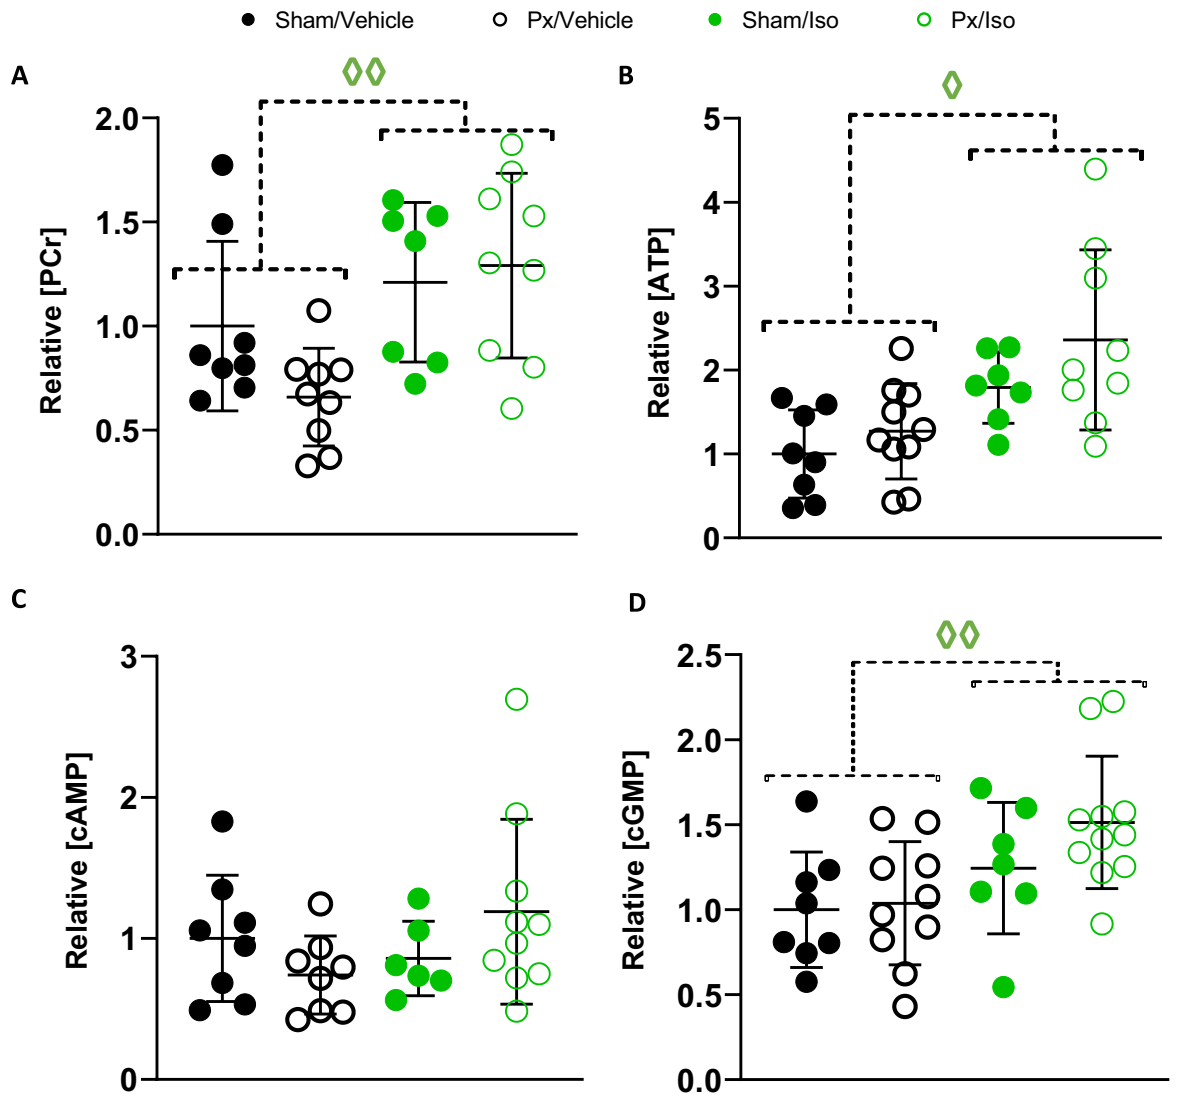 Sham/Vehicle Px/Vehicle Sham/Iso Px/Iso
A
◊◊
2.0
1.5
1.0
0.5
0.0
Relative [PCr]
B
◊
5
4
3
2
1
0
Relative [ATP]
C
3
2
1
0
Relative [cAMP]
D
◊◊
2.5
2.0
1.5
1.0
0.5
0.0
Relative [cGMP]